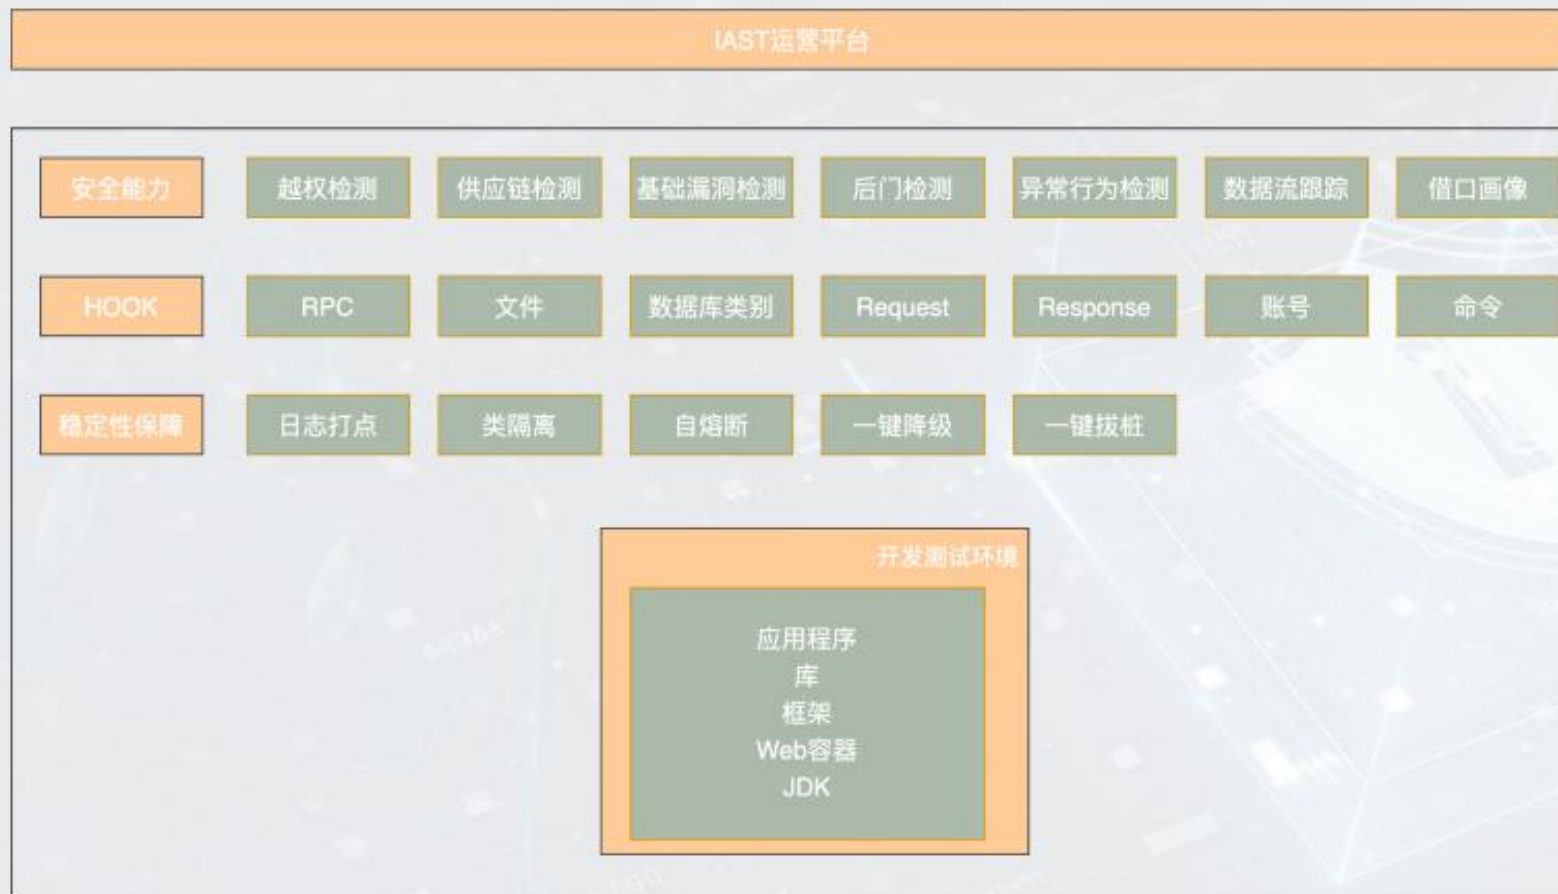 IAST运营平台
安全能力 越权检测 供应链检测 基础漏洞检测 后门检测 异常行为检测 数据流跟踪 借口画像
HOOK RPC 文件 数据库类别 Request Response 账号 命令
稳定性保障 日志打点 类隔离 自熔断 一键降级 一键拔桩
开发测试环境
应用程序
库
框架
Web容器
JDK